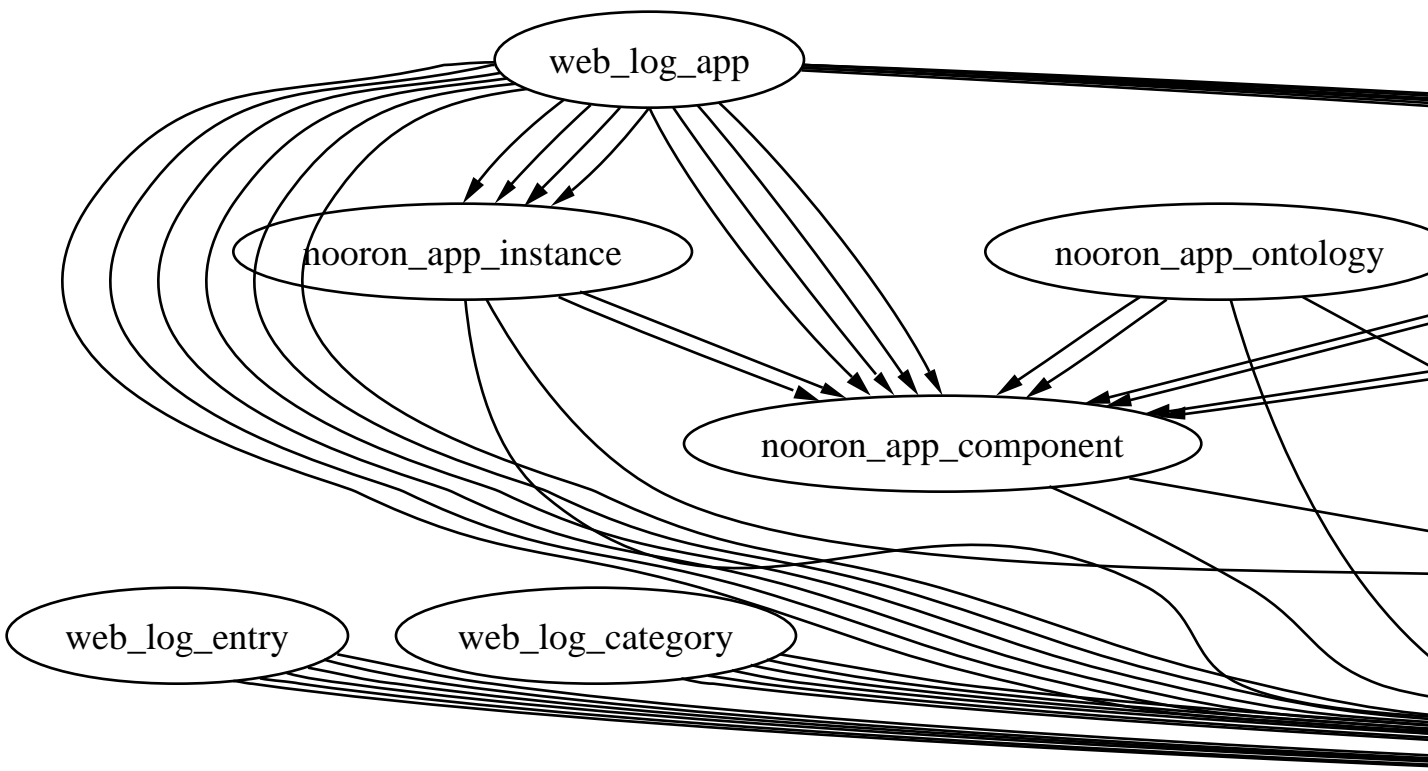 web_log_app
nooron_app_instance
nooron_app_ontology
nooron_app_component
web_log_entry
web_log_category